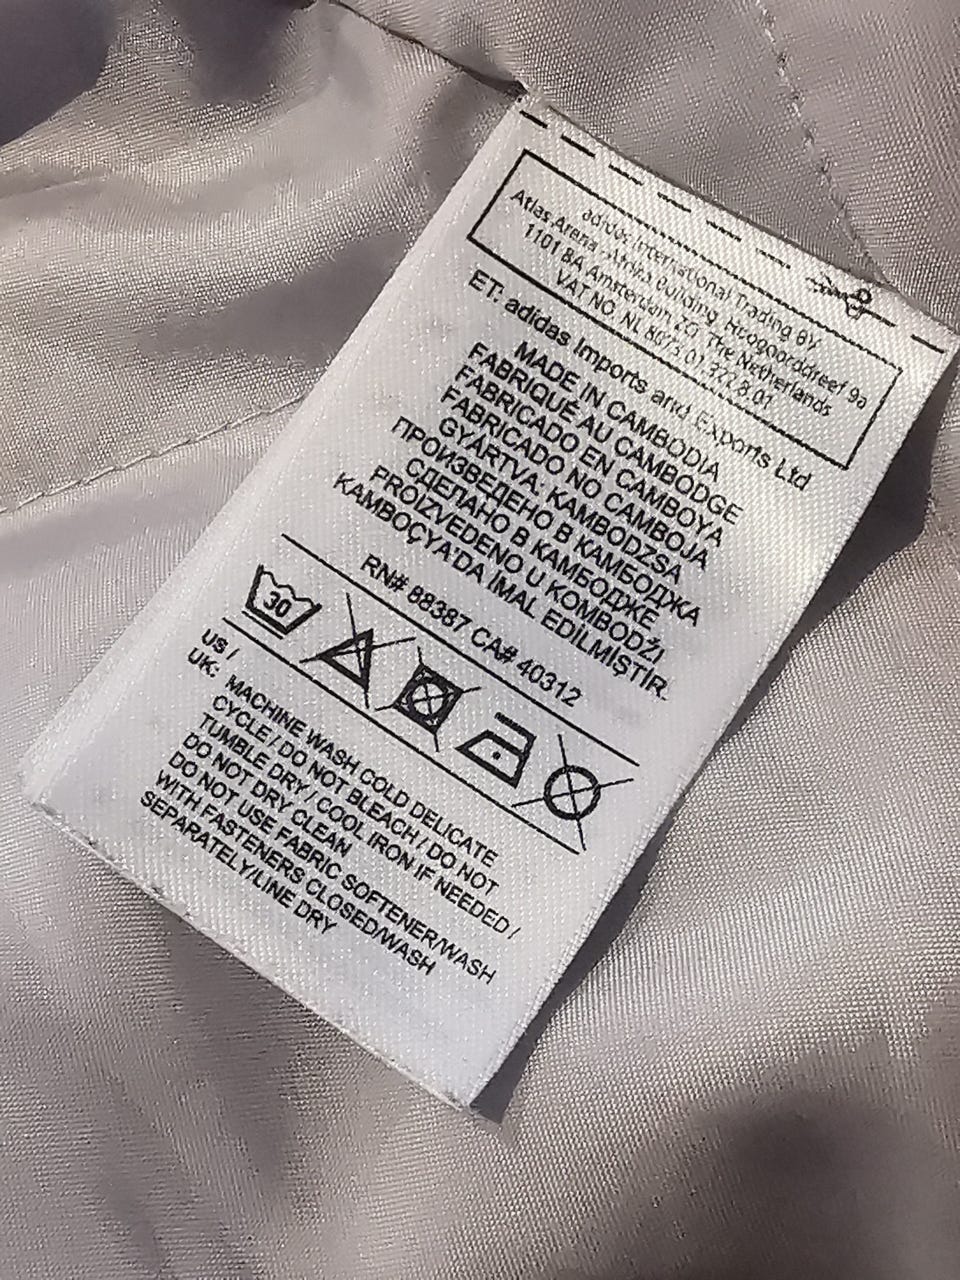 adidas International Trading BV
Atlas Arena Afrika Building, Hoogoorddreef 9a
1101 BA Amsterdam ZO, The Netherlands
VAT NO. NL 8073.01.372.B.01
ET: adidas Imports and Exports Ltd
MADE IN CAMBODIA
FABRIQUÉ AU CAMBODGE
FABRICADO EN CAMBOYA
FABRICADO NO CAMBOJA
GYÁRTVA: KAMBODZSA
ПРОИЗВЕДЕНО В КАМБОДЖА
СДЕЛАНО В КАМБОДЖЕ
PROIZVEDENO U KOMBODŽI
KAMBOÇYA'DA İMAL EDİLMİŞTİR.
RN# 88387 CA# 40312
30
US /
UK:
MACHINE WASH COLD DELICATE
CYCLE / DO NOT BLEACH / DO NOT
TUMBLE DRY / COOL IRON IF NEEDED /
DO NOT DRY CLEAN
DO NOT USE FABRIC SOFTENER/WASH
WITH FASTENERS CLOSED/WASH
SEPARATELY/LINE DRY